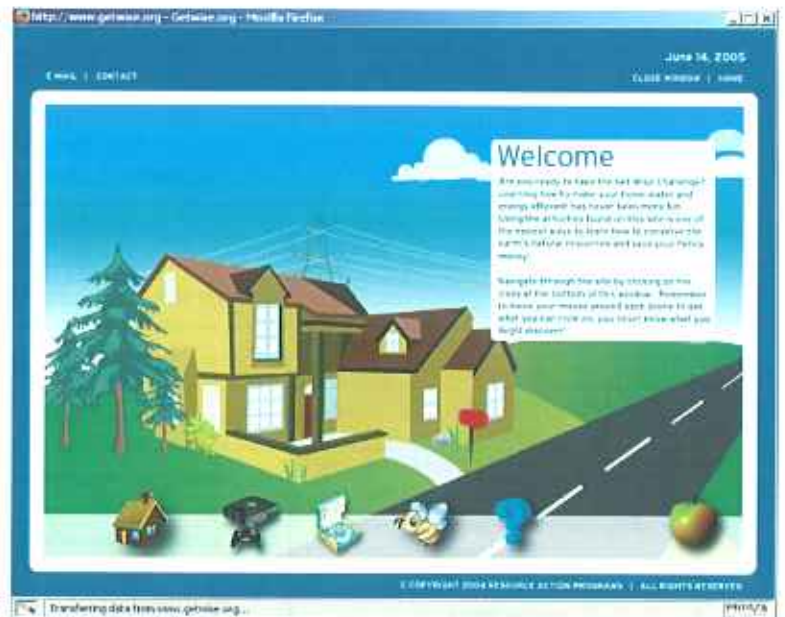 http://www.getwise.org - Getwise.org - Mozilla Firefox
June 14, 2005
E-MAIL | CONTACT
CLOSE WINDOW | HOME
Welcome
Are you ready to take the Get Wise Challenge?
Learning how to make your home water and
energy efficient has never been more fun.
Using the activities found on this site is one of
the easiest ways to learn how to conserve the
earth's natural resources and save your family
money.
Navigate through the site by clicking on the
icons at the bottom of this window. Remember
to move your mouse around each scene to see
what you can click on, you never know what you
might discover!
© COPYRIGHT 2004 RESOURCE ACTION PROGRAMS | ALL RIGHTS RESERVED
Transferring data from www.getwise.org...